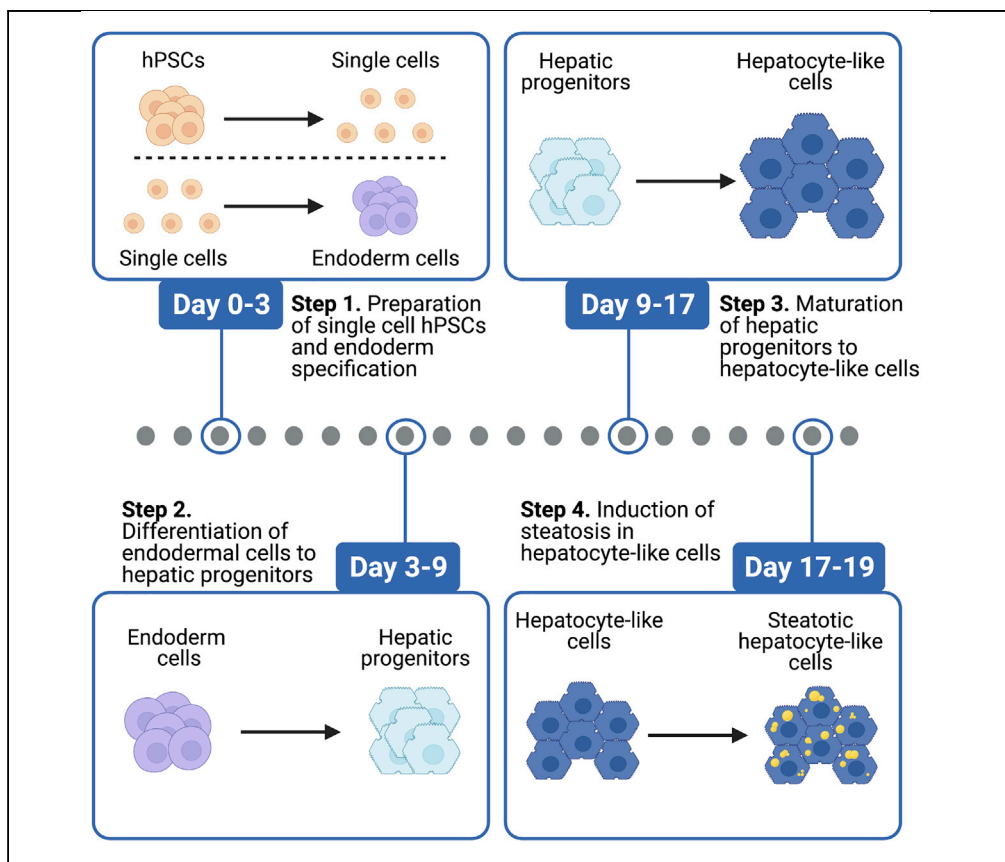 hPSCs
Single cells
Single cells
Endoderm cells
Day 0-3
Step 1. Preparation
of single cell hPSCs
and endoderm
specification
Hepatic
progenitors
Hepatocyte-like
cells
Day 9-17
Step 3. Maturation
of hepatic
progenitors to
hepatocyte-like cells
Step 2.
Differentiation of
endodermal cells to
hepatic progenitors
Day 3-9
Endoderm
cells
Hepatic
progenitors
Step 4. Induction of
steatosis in
hepatocyte-like cells
Day 17-19
Hepatocyte-like
cells
Steatotic
hepatocyte-like
cells